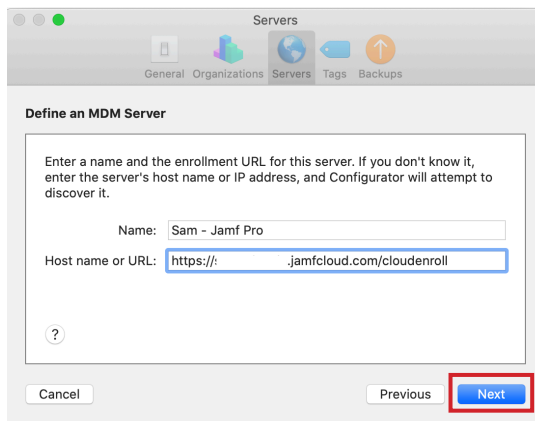 Servers
General Organizations Servers Tags Backups
Define an MDM Server
Enter a name and the enrollment URL for this server. If you don't know it,
enter the server's host name or IP address, and Configurator will attempt to
discover it.
Name: Sam - Jamf Pro
Host name or URL: https:// .jamfcloud.com/cloudenroll
?
Cancel Previous Next